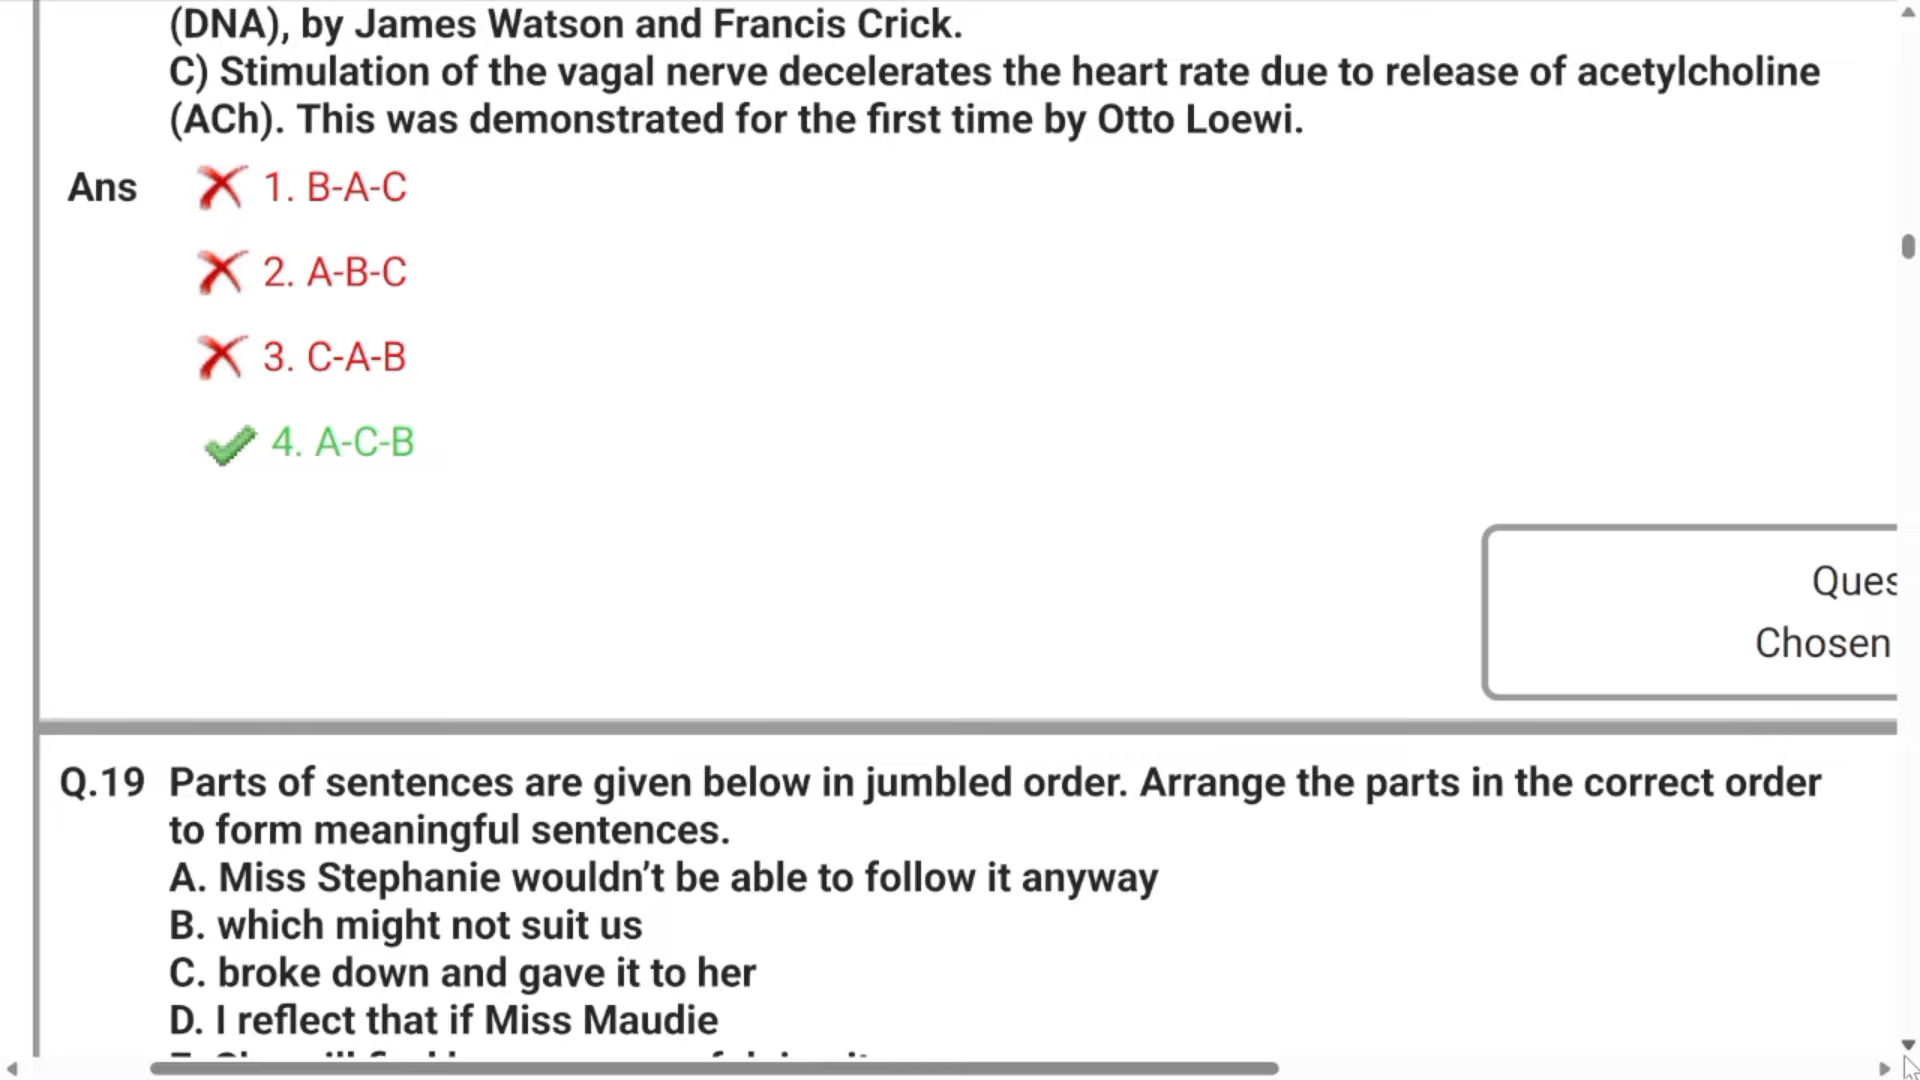 (DNA), by James Watson and Francis Crick.
C) Stimulation of the vagal nerve decelerates the heart rate due to release of acetylcholine
(ACh). This was demonstrated for the first time by Otto Loewi.
Ans 1. B-A-C
2. A-B-C
3. C-A-B
4. A-C-B
Ques
Chosen
Q.19 Parts of sentences are given below in jumbled order. Arrange the parts in the correct order
to form meaningful sentences.
A. Miss Stephanie wouldn’t be able to follow it anyway
B. which might not suit us
C. broke down and gave it to her
D. I reflect that if Miss Maudie